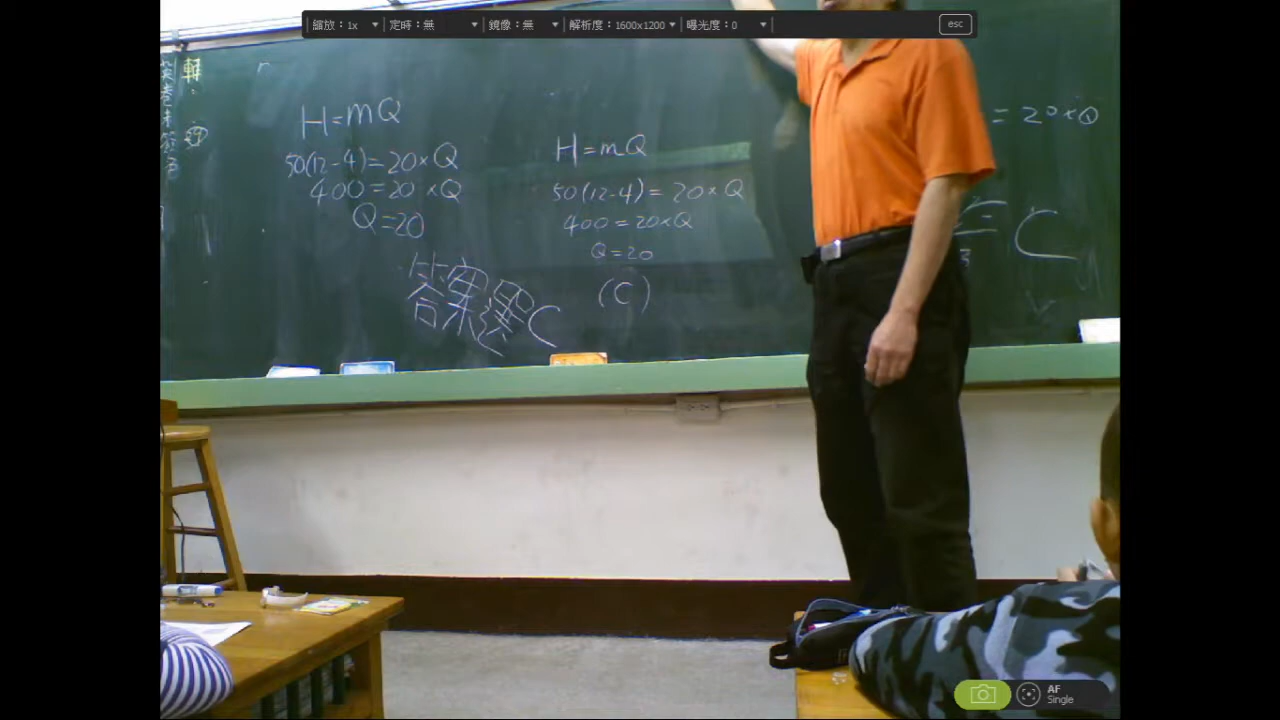 縮放：1x 定時：無 鏡像：無 解析度：1600x1200 曝光度：0 esc
H=mQ
50(12-4)=20×Q
400=20×Q
Q=20
答案選C
H=mQ
50(12-4)=20×Q
400=20×Q
Q=20
(C)
=20×Q
C
AF
Single